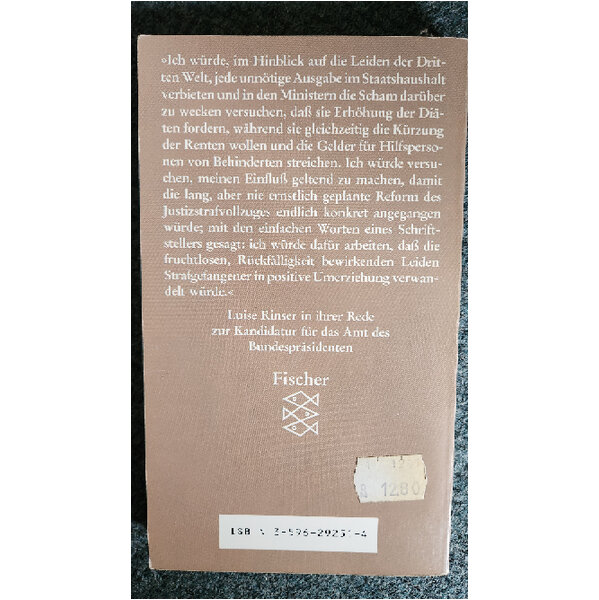 »Ich würde, im Hinblick auf die Leiden der Drit-
ten Welt, jede unnötige Ausgabe im Staatshaushalt
verbieten und in den Ministern die Scham darüber
zu wecken versuchen, daß sie Erhöhung der Diä-
ten fordern, während sie gleichzeitig die Kürzung
der Renten wollen und die Gelder für Hilfsperso-
nen von Behinderten streichen. Ich würde versu-
chen, meinen Einfluß geltend zu machen, damit
die lang, aber nie ernstlich geplante Reform des
Justizstrafvollzuges endlich konkret angegangen
würde; mit den einfachen Worten eines Schrift-
stellers gesagt: ich würde dafür arbeiten, daß die
fruchtlosen, Rückfälligkeit bewirkenden Leiden
Strafgefangener in positive Umerziehung verwan-
delt würde.«
Luise Rinser in ihrer Rede
zur Kandidatur für das Amt des
Bundespräsidenten
Fischer
12,80
ISBN 3-596-29251-4